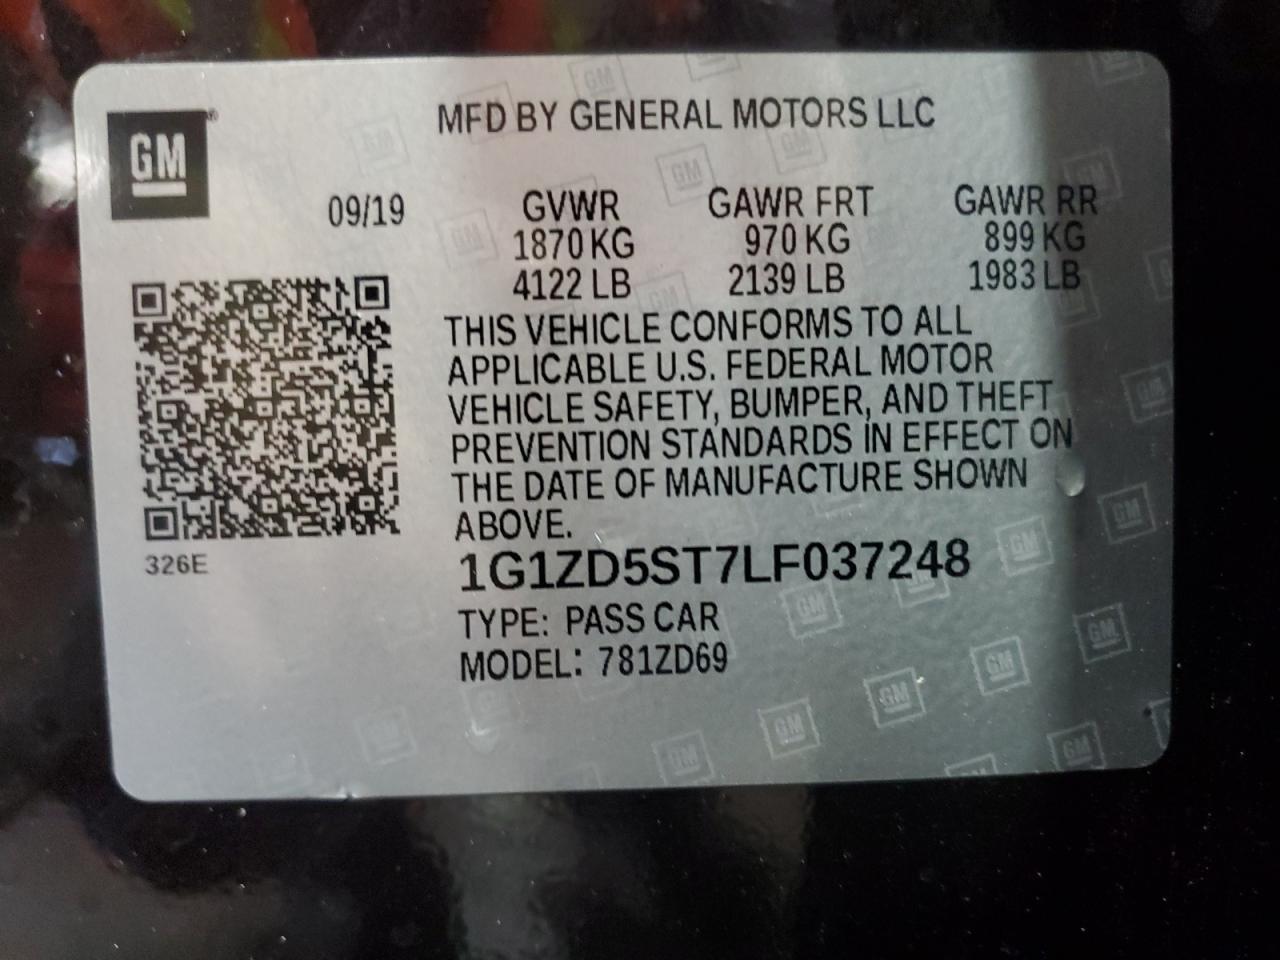 GM
MFD BY GENERAL MOTORS LLC
09/19
GVWR GAWR FRT GAWR RR
1870 KG 970 KG 899 KG
4122 LB 2139 LB 1983 LB
THIS VEHICLE CONFORMS TO ALL
APPLICABLE U.S. FEDERAL MOTOR
VEHICLE SAFETY, BUMPER, AND THEFT
PREVENTION STANDARDS IN EFFECT ON
THE DATE OF MANUFACTURE SHOWN
ABOVE.
326E
1G1ZD5ST7LF037248
TYPE: PASS CAR
MODEL: 781ZD69